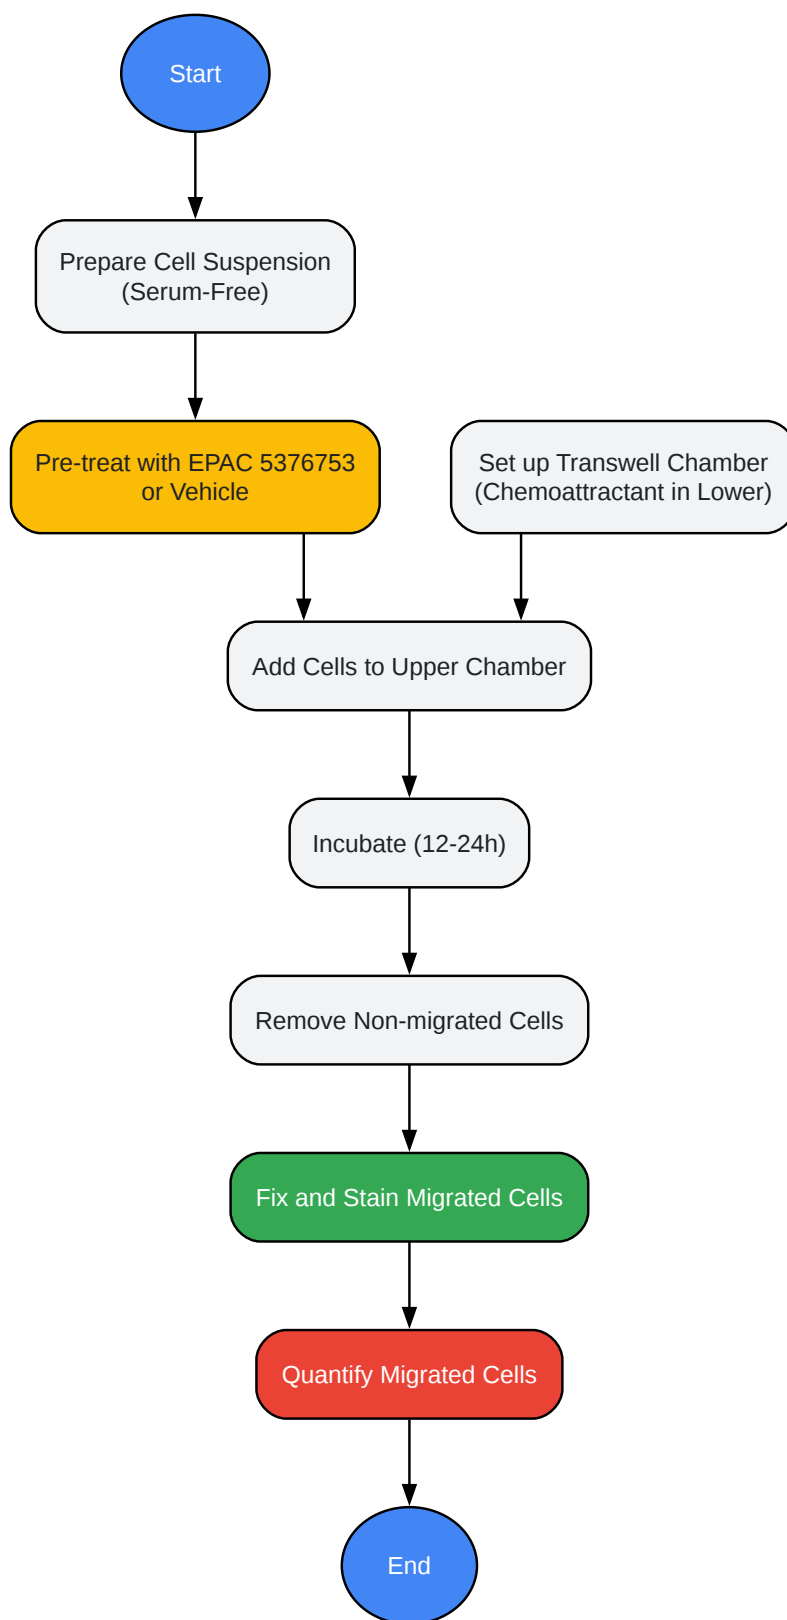 Start
Prepare Cell Suspension
(Serum-Free)
Pre-treat with EPAC 5376753
or Vehicle
Set up Transwell Chamber
(Chemoattractant in Lower)
Add Cells to Upper Chamber
Incubate (12-24h)
Remove Non-migrated Cells
Fix and Stain Migrated Cells
Quantify Migrated Cells
End